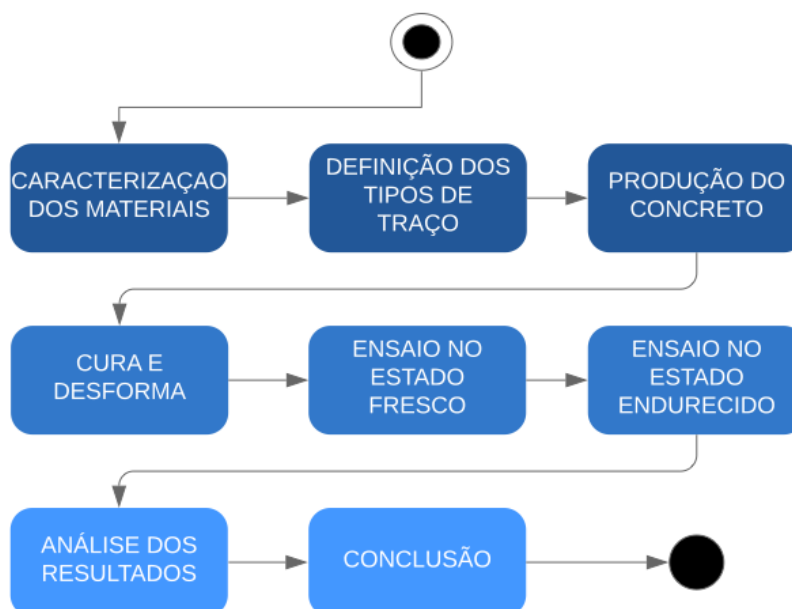 CARACTERIZAÇAO
DOS MATERIAIS
DEFINIÇÃO DOS
TIPOS DE
TRAÇO
PRODUÇÃO DO
CONCRETO
CURA E
DESFORMA
ENSAIO NO
ESTADO
FRESCO
ENSAIO NO
ESTADO
ENDURECIDO
ANÁLISE DOS
RESULTADOS
CONCLUSÃO